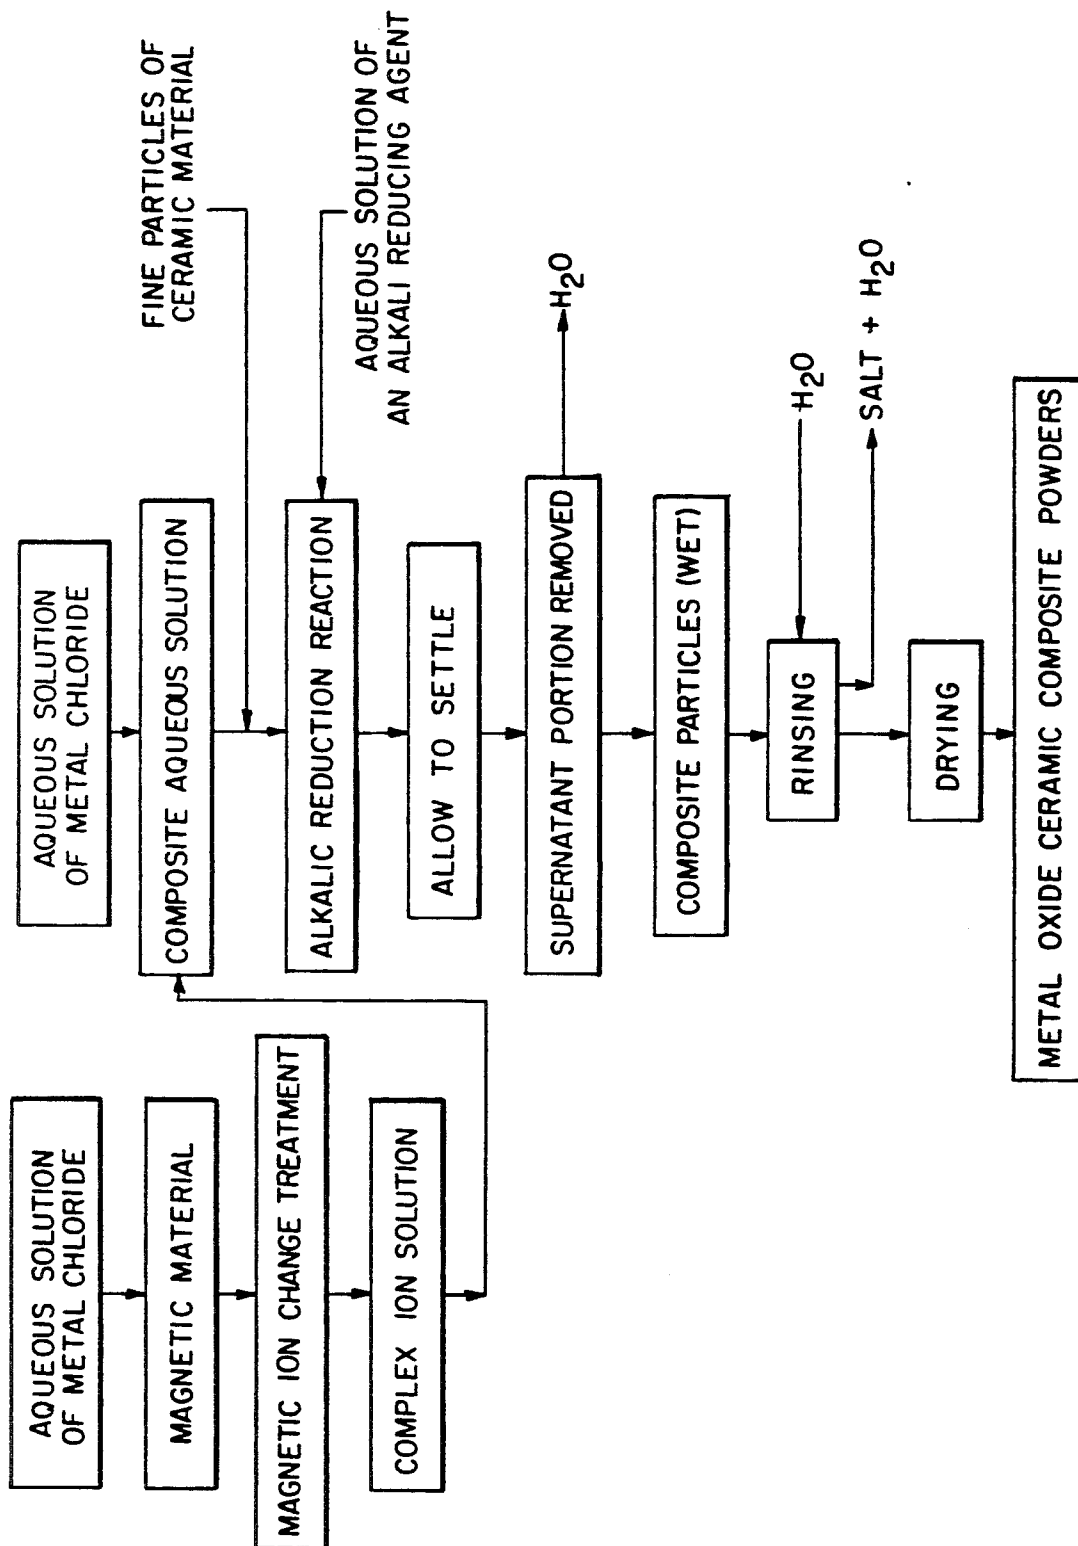 AQUEOUS SOLUTION
OF METAL CHLORIDE
MAGNETIC MATERIAL
MAGNETIC ION CHANGE TREATMENT
COMPLEX ION SOLUTION
AQUEOUS SOLUTION
OF METAL CHLORIDE
COMPOSITE AQUEOUS SOLUTION
FINE PARTICLES OF
CERAMIC MATERIAL
ALKALIC REDUCTION REACTION
AQUEOUS SOLUTION OF
AN ALKALI REDUCING AGENT
ALLOW TO SETTLE
SUPERNATANT PORTION REMOVED
H2O
COMPOSITE PARTICLES (WET)
RINSING
H2O
SALT + H2O
DRYING
METAL OXIDE CERAMIC COMPOSITE POWDERS